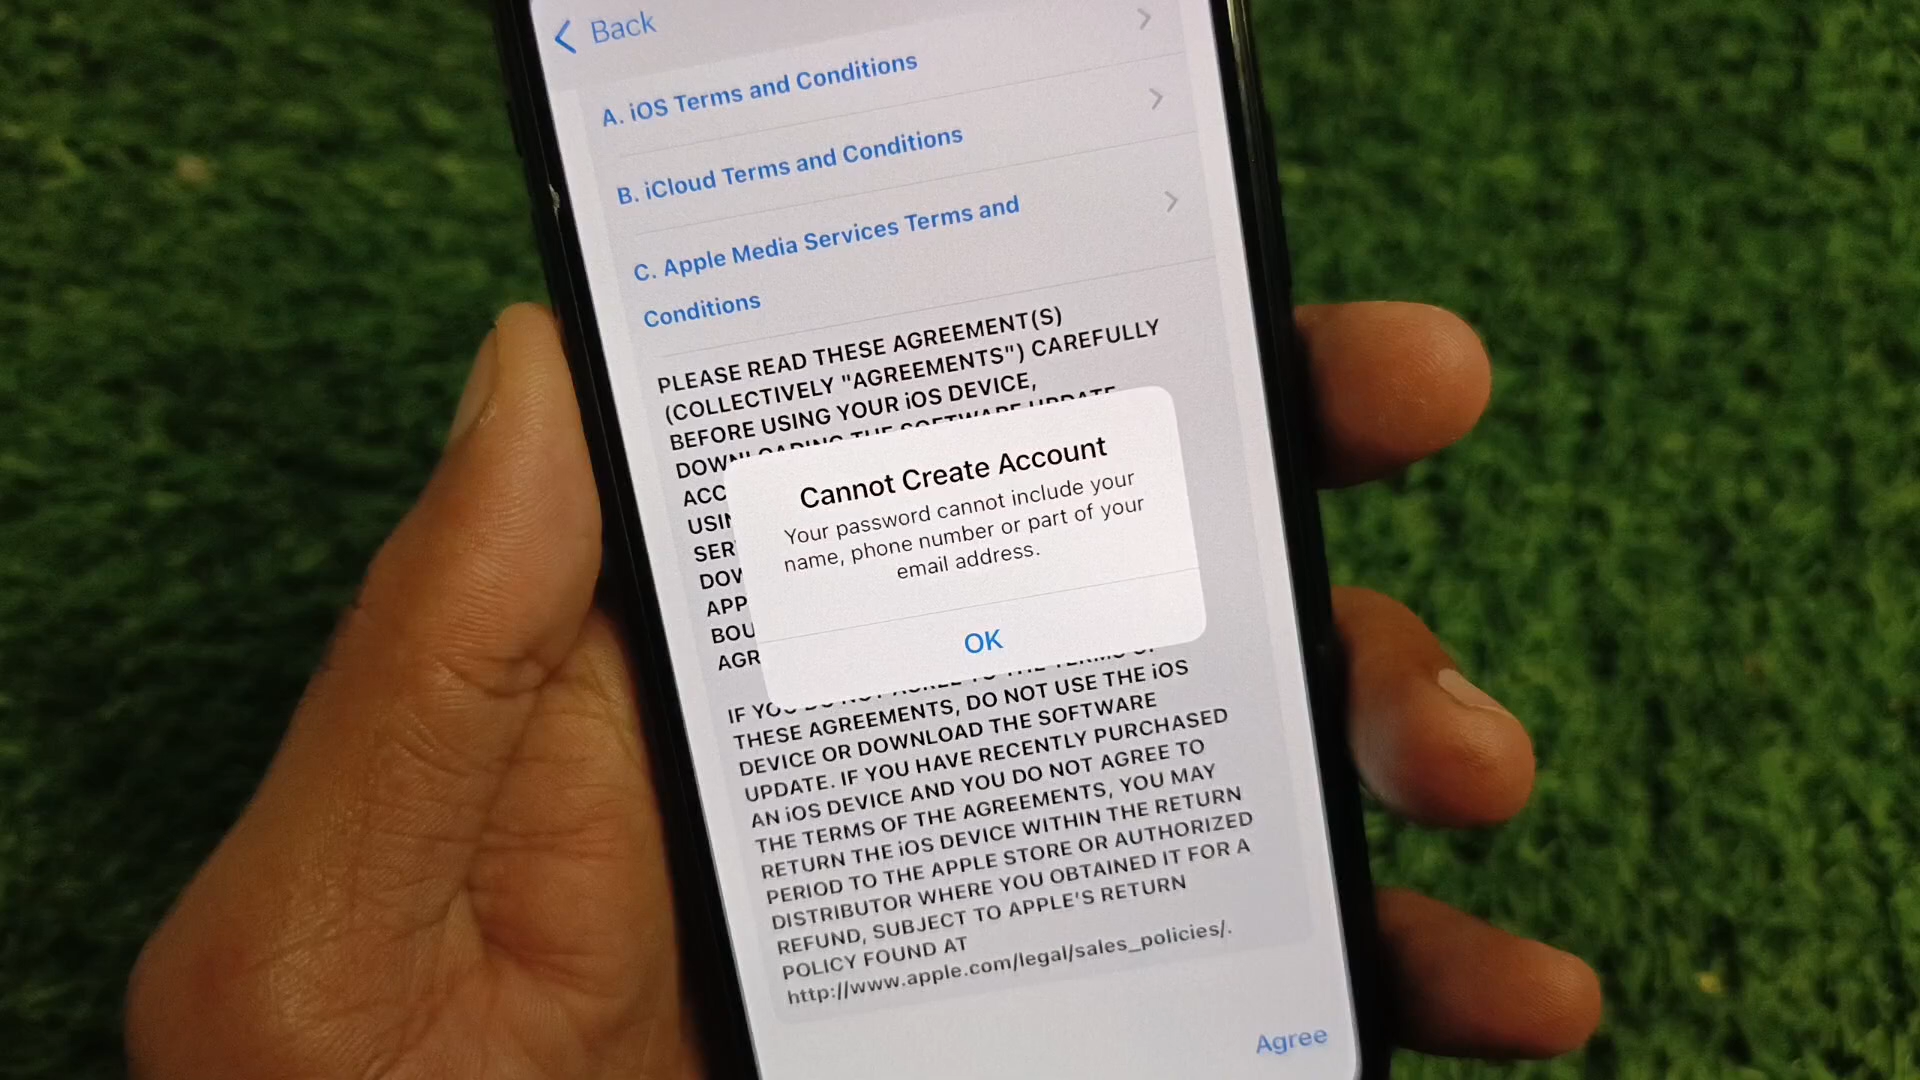 Back
A. iOS Terms and Conditions
B. iCloud Terms and Conditions
C. Apple Media Services Terms and
Conditions
PLEASE READ THESE AGREEMENT(S)
(COLLECTIVELY "AGREEMENTS") CAREFULLY
BEFORE USING YOUR iOS DEVICE,
DOWNLOADING THE SOFTWARE UPDATE
ACC
USIN
SER
DOW
APP
BOU
AGR
Cannot Create Account
Your password cannot include your
name, phone number or part of your
email address.
OK
IF YOU DO NOT AGREE TO THE TERMS OF
THESE AGREEMENTS, DO NOT USE THE iOS
DEVICE OR DOWNLOAD THE SOFTWARE
UPDATE. IF YOU HAVE RECENTLY PURCHASED
AN iOS DEVICE AND YOU DO NOT AGREE TO
THE TERMS OF THE AGREEMENTS, YOU MAY
RETURN THE iOS DEVICE WITHIN THE RETURN
PERIOD TO THE APPLE STORE OR AUTHORIZED
DISTRIBUTOR WHERE YOU OBTAINED IT FOR A
REFUND, SUBJECT TO APPLE'S RETURN
POLICY FOUND AT
http://www.apple.com/legal/sales_policies/.
Agree